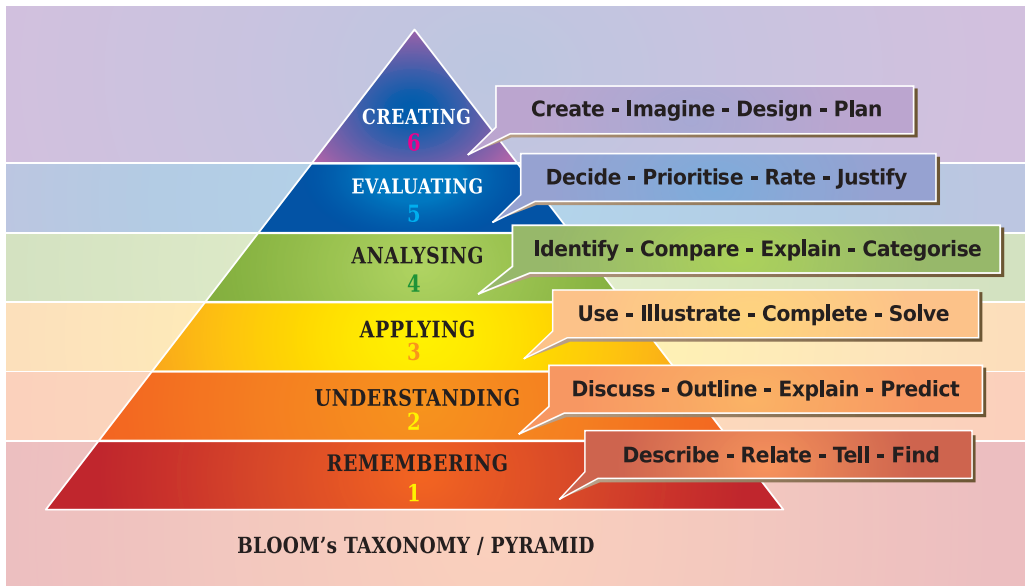 CREATING
6
Create - Imagine - Design - Plan
EVALUATING
5
Decide - Prioritise - Rate - Justify
ANALYSING
4
Identify - Compare - Explain - Categorise
APPLYING
3
Use - Illustrate - Complete - Solve
UNDERSTANDING
2
Discuss - Outline - Explain - Predict
REMEMBERING
1
Describe - Relate - Tell - Find
BLOOM's TAXONOMY / PYRAMID